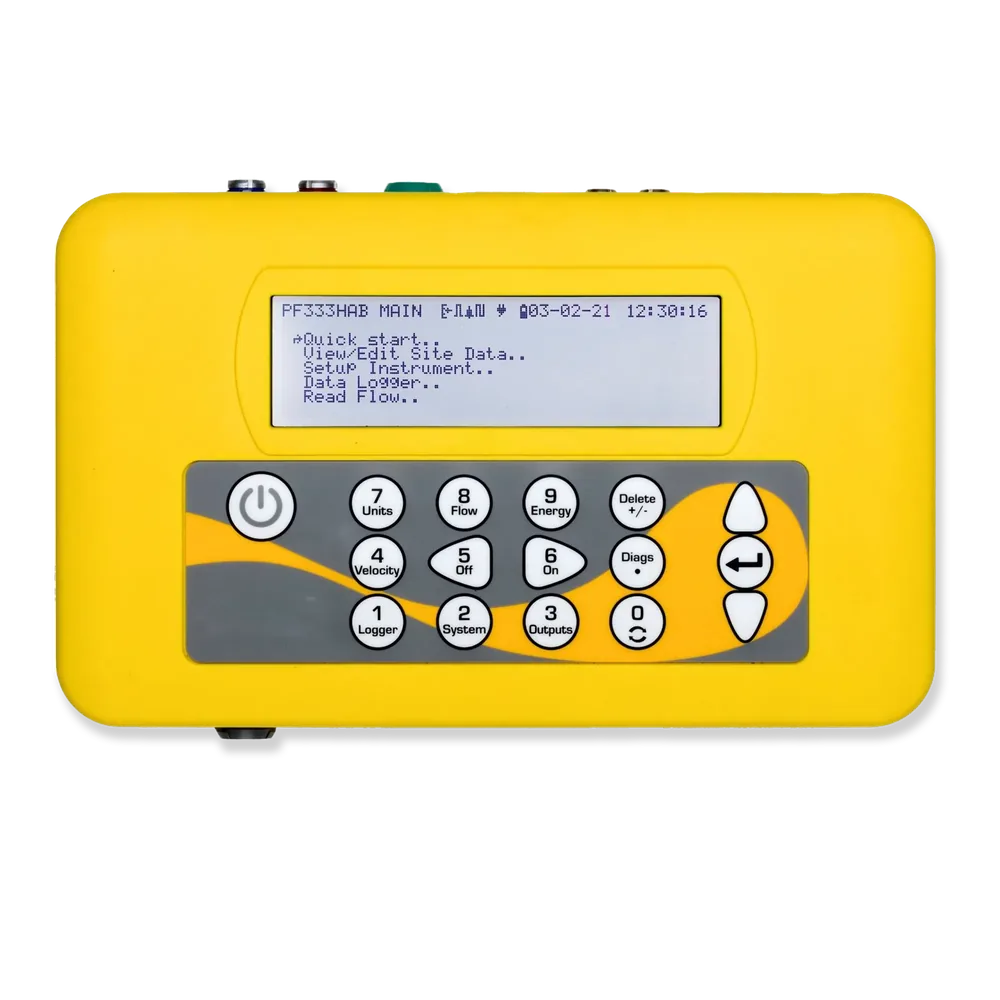 PF333HAB MAIN 03-02-21 12:30:16
Quick start..
View/Edit Site Data..
Setup Instrument..
Data Logger..
Read Flow..
7 8 9 Delete
Units Flow Energy +/-
4 5 6 Diags
Velocity Off On •
1 2 3 0
Logger System Outputs